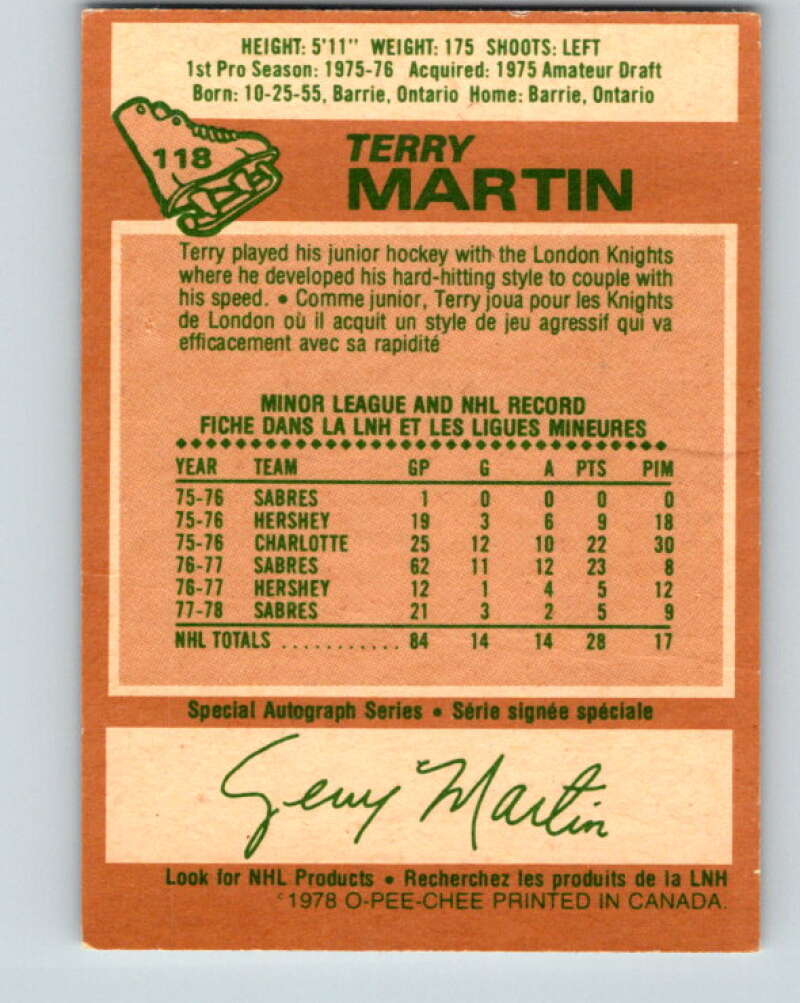 HEIGHT: 5'11" WEIGHT: 175 SHOOTS: LEFT
1st Pro Season: 1975-76 Acquired: 1975 Amateur Draft
Born: 10-25-55, Barrie, Ontario Home: Barrie, Ontario
118
TERRY
MARTIN
Terry played his junior hockey with the London Knights
where he developed his hard-hitting style to couple with
his speed. • Comme junior, Terry joua pour les Knights
de London où il acquit un style de jeu agressif qui va
efficacement avec sa rapidité
MINOR LEAGUE AND NHL RECORD
FICHE DANS LA LNH ET LES LIGUES MINEURES
YEAR TEAM GP G A PTS PIM
75-76 SABRES 1 0 0 0 0
75-76 HERSHEY 19 3 6 9 18
75-76 CHARLOTTE 25 12 10 22 30
76-77 SABRES 62 11 12 23 8
76-77 HERSHEY 12 1 4 5 12
77-78 SABRES 21 3 2 5 9
NHL TOTALS ........... 84 14 14 28 17
Special Autograph Series • Série signée spéciale
Terry Martin
Look for NHL Products • Recherchez les produits de la LNH
©1978 O-PEE-CHEE PRINTED IN CANADA.